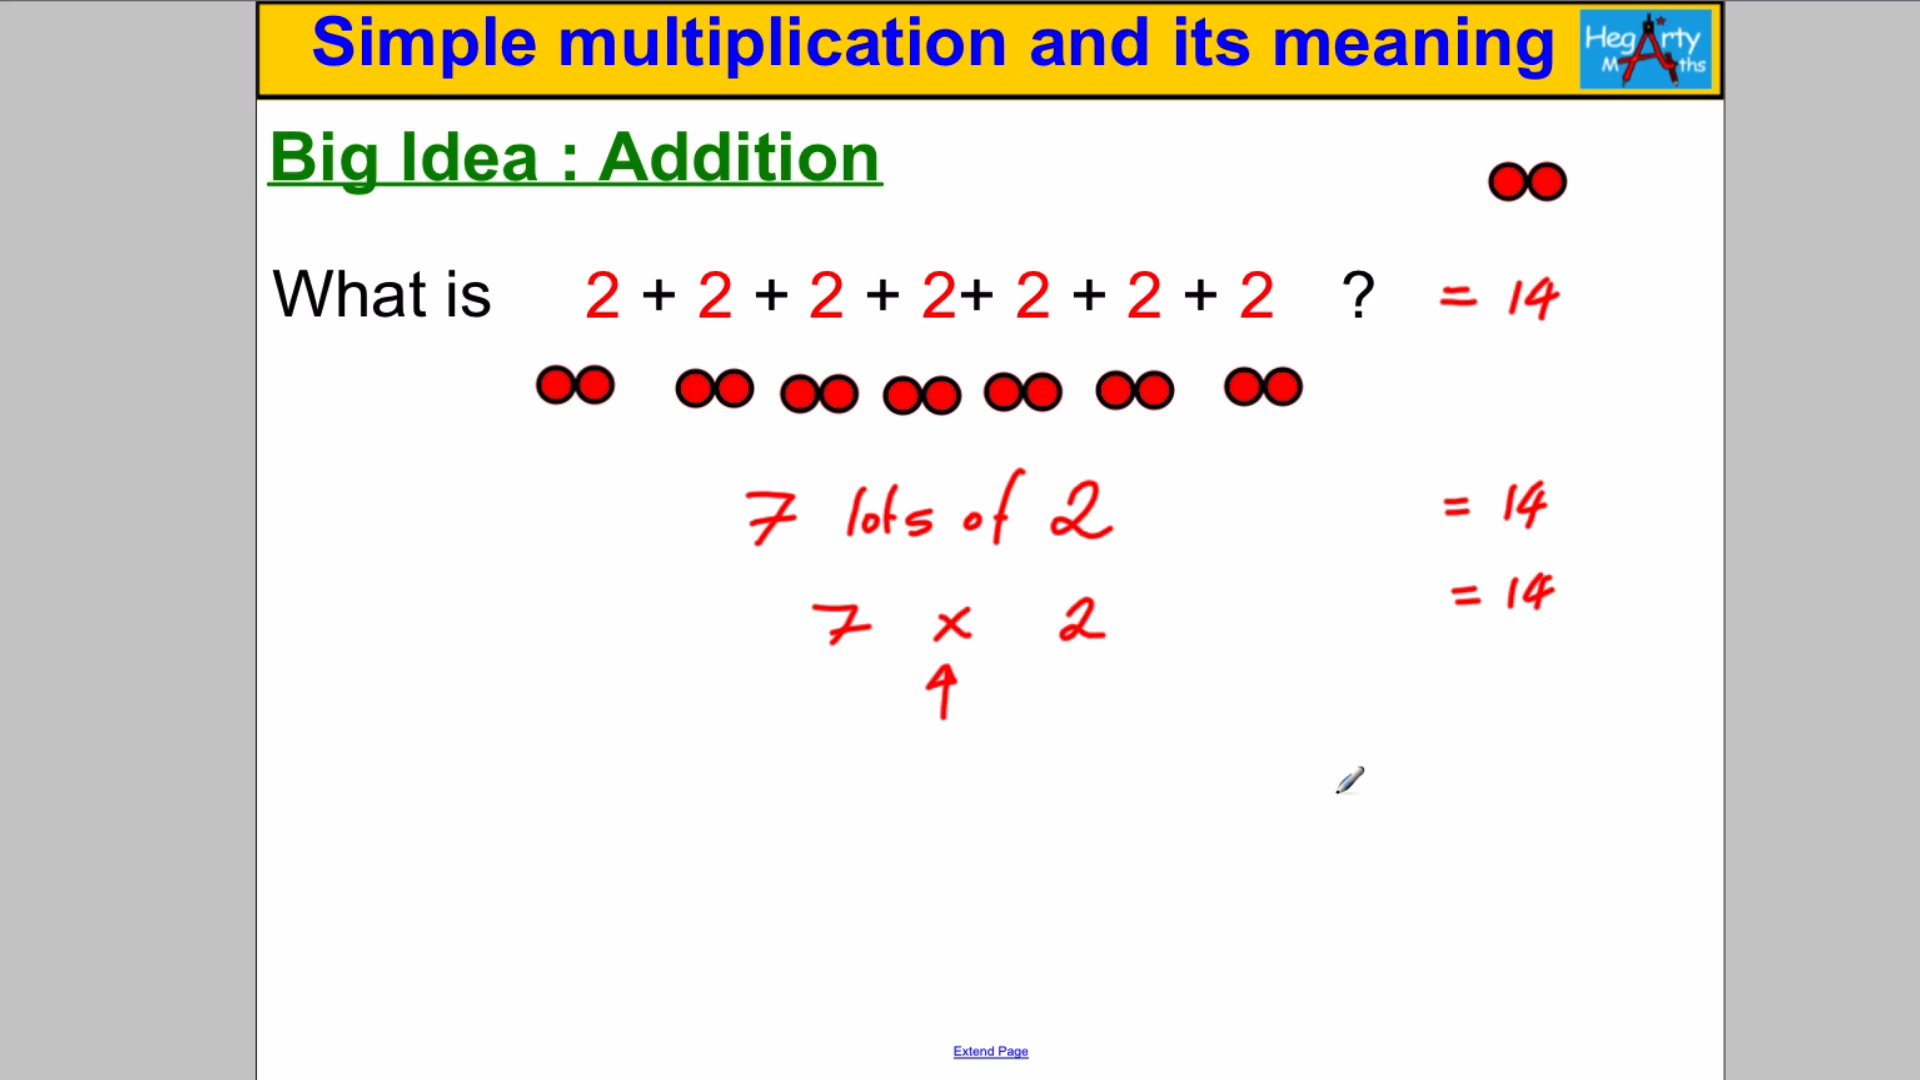 Simple multiplication and its meaning
HegArty
Maths
Big Idea : Addition
What is 2 + 2 + 2 + 2+ 2 + 2 + 2 ? = 14
7 lots of 2 = 14
7 x 2 = 14
Extend Page